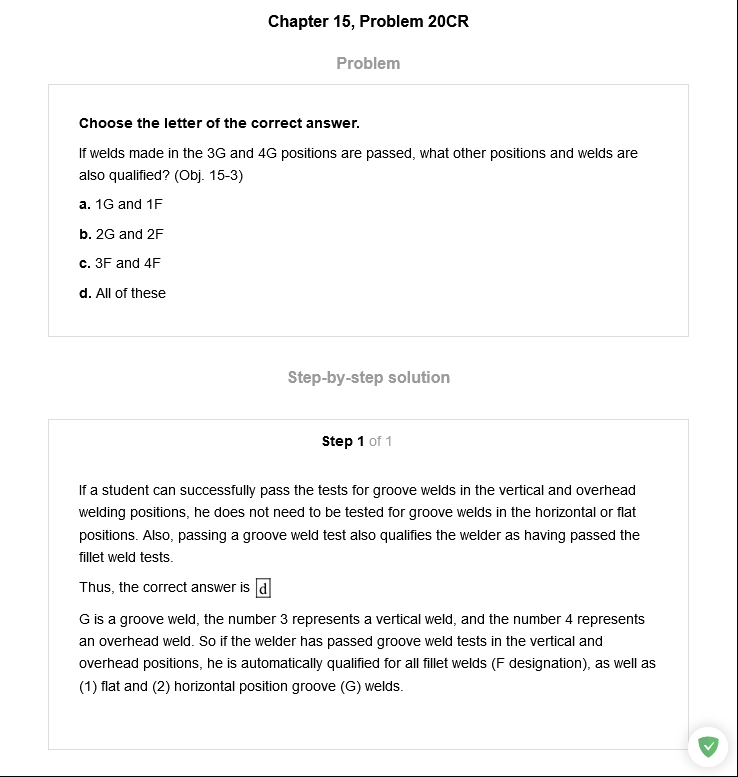 Chapter 15, Problem 20CR
Problem
Choose the letter of the correct answer.
If welds made in the 3G and 4G positions are passed, what other positions and welds are
also qualified? (Obj. 15-3)
a. 1G and 1F
b. 2G and 2F
c. 3F and 4F
d. All of these
Step-by-step solution
Step 1 of 1
If a student can successfully pass the tests for groove welds in the vertical and overhead
welding positions, he does not need to be tested for groove welds in the horizontal or flat
positions. Also, passing a groove weld test also qualifies the welder as having passed the
fillet weld tests.
Thus, the correct answer is d
G is a groove weld, the number 3 represents a vertical weld, and the number 4 represents
an overhead weld. So if the welder has passed groove weld tests in the vertical and
overhead positions, he is automatically qualified for all fillet welds (F designation), as well as
(1) flat and (2) horizontal position groove (G) welds.